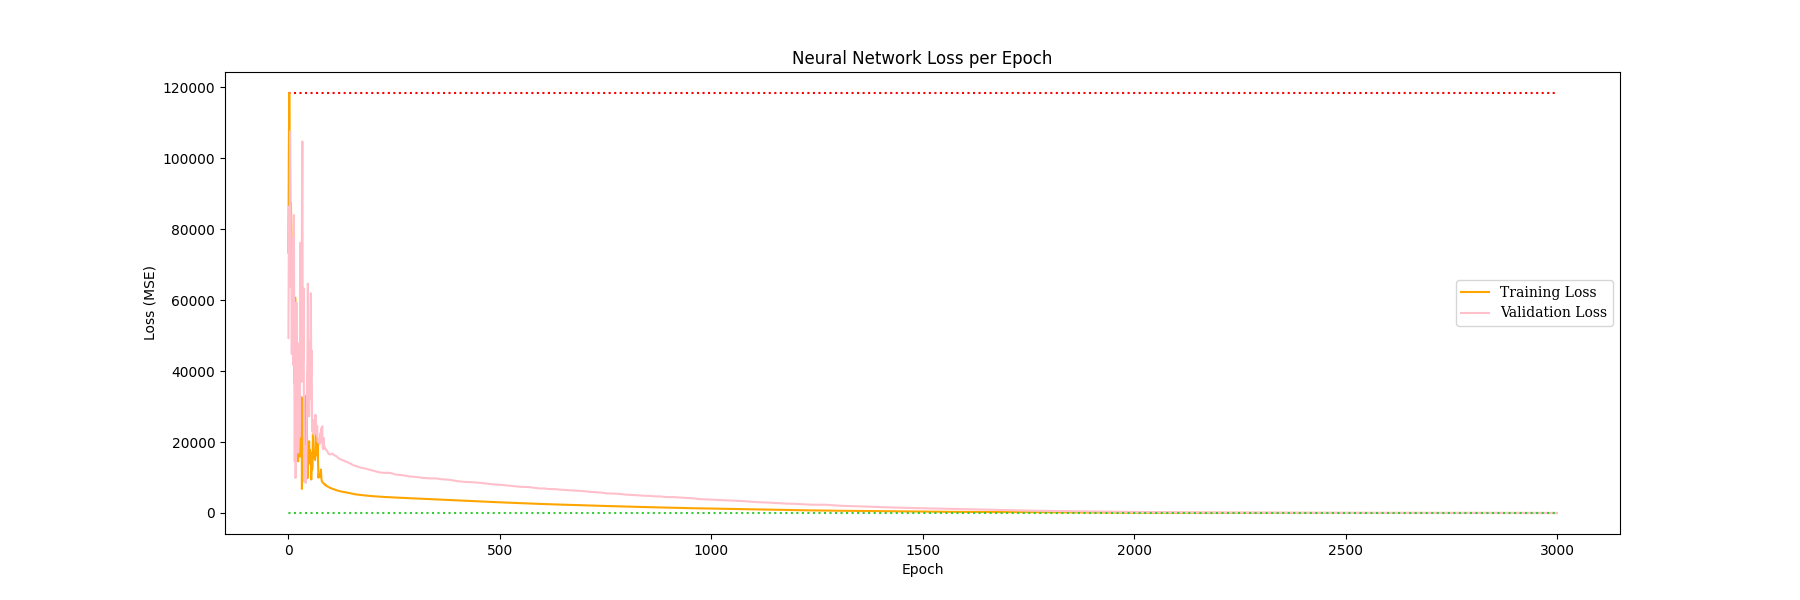 Neural Network Loss per Epoch
120000
100000
80000
60000
40000
20000
0
Loss (MSE)
Training Loss
Validation Loss
0
500
1000
1500
2000
2500
3000
Epoch